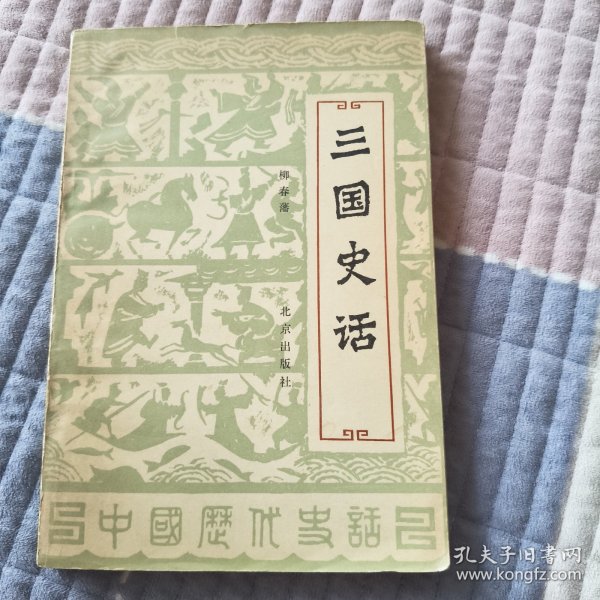 三国史话
柳春藩
北京出版社
中國歷代史話
孔夫子旧书网
www.kongfz.com